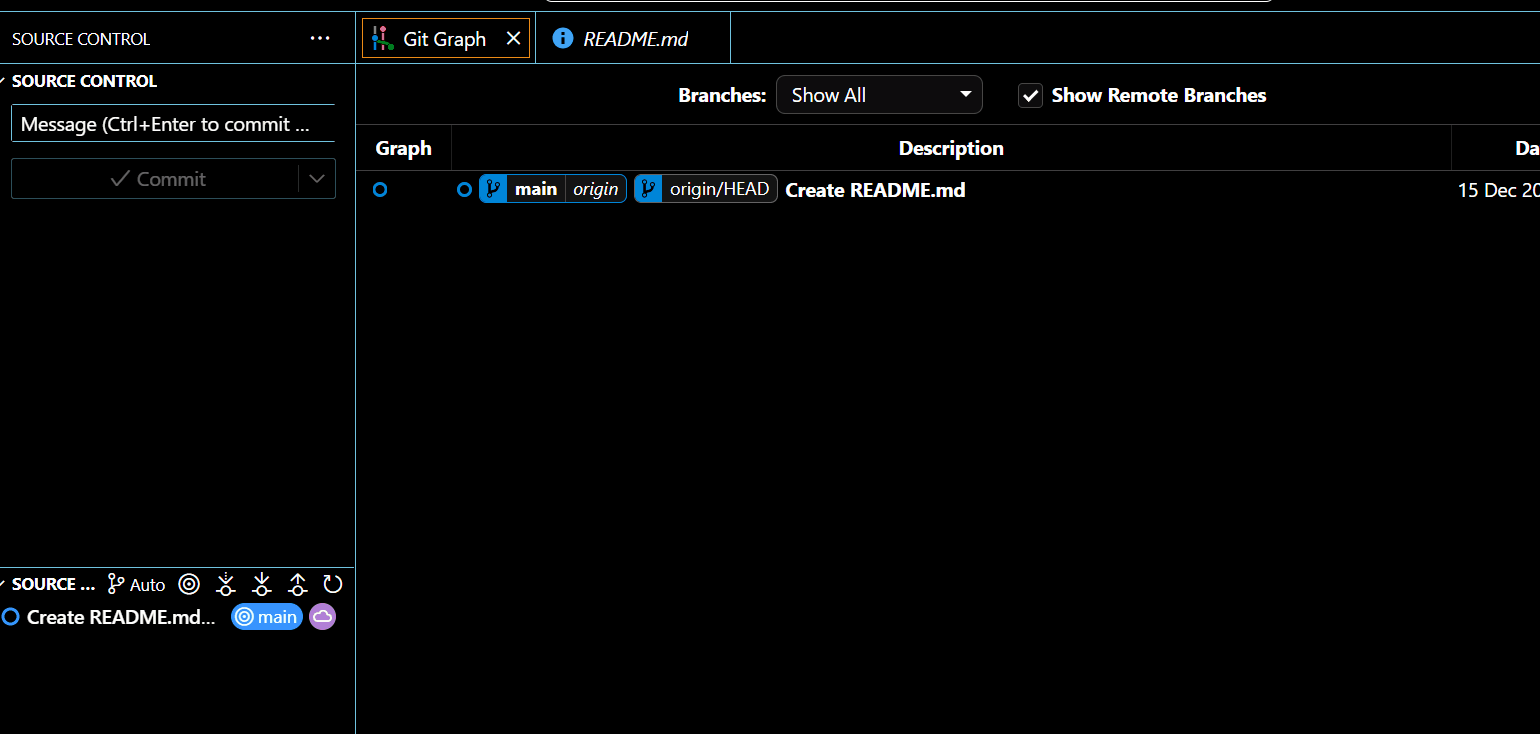 SOURCE CONTROL ...
SOURCE CONTROL
Message (Ctrl+Enter to commit ...
Commit
SOURCE ... Auto
Create README.md... main
Git Graph README.md
Branches: Show All Show Remote Branches
Graph Description Da
main origin origin/HEAD Create README.md 15 Dec 20